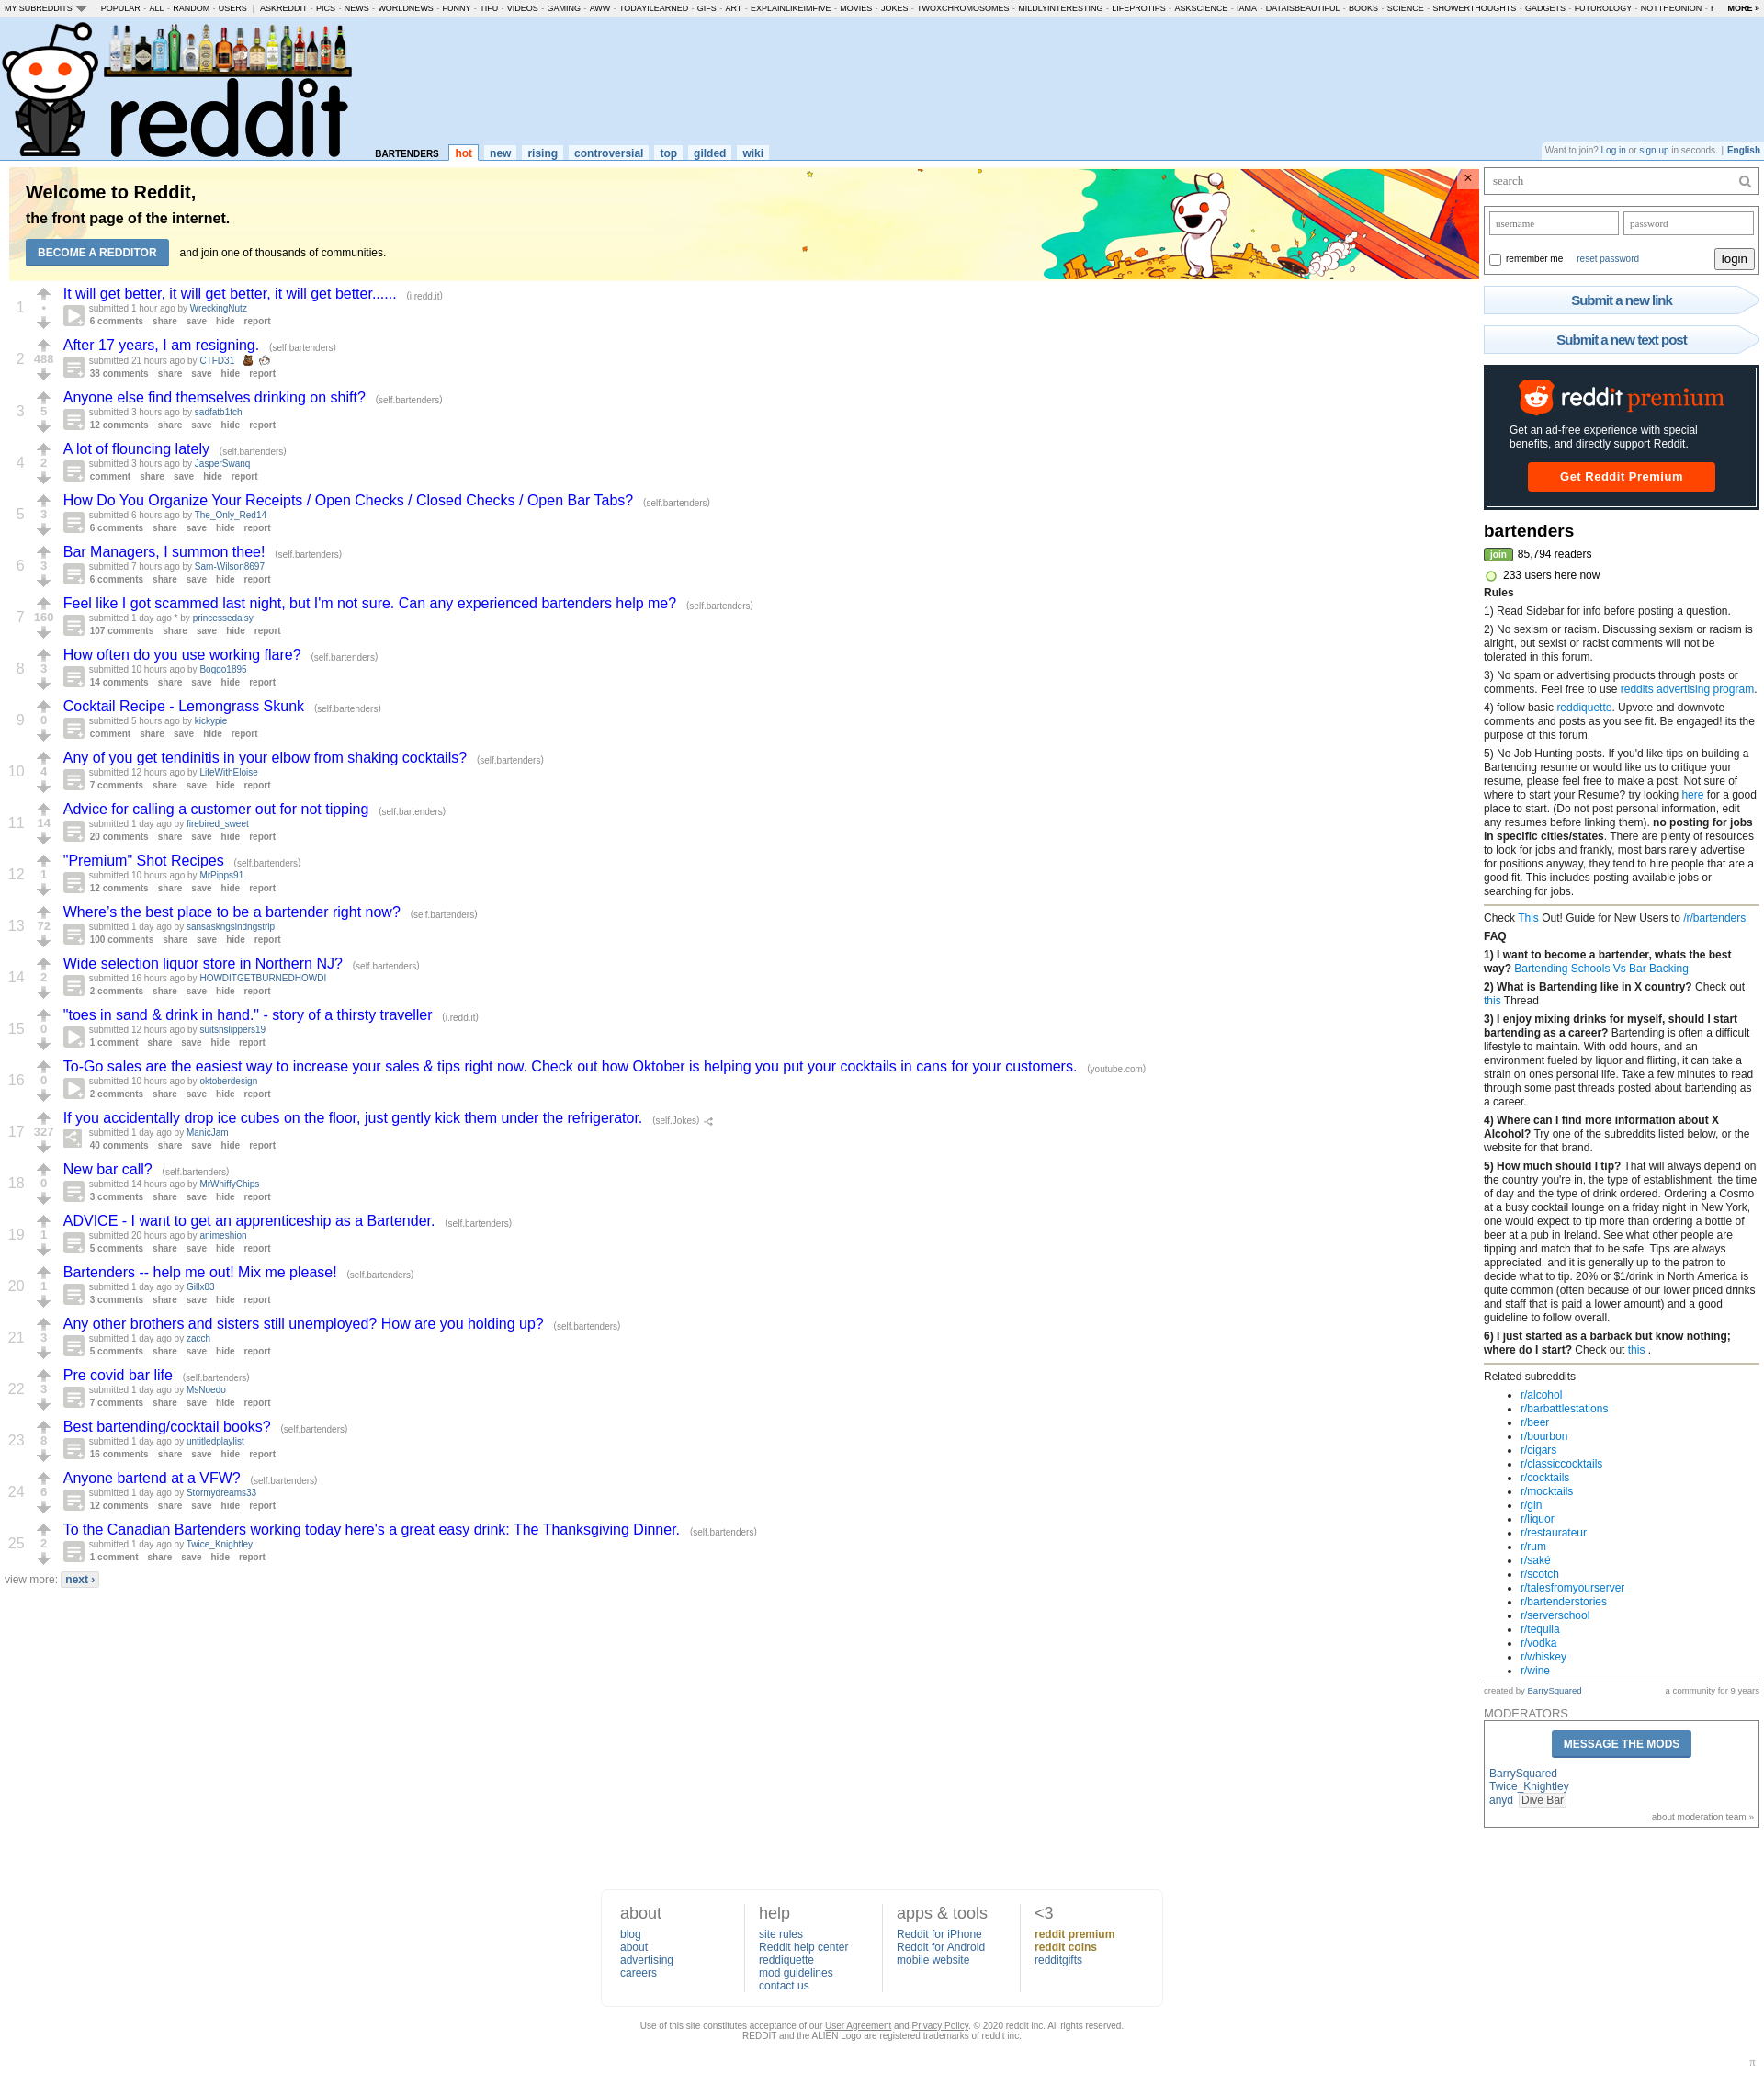 MY SUBREDDITS POPULAR - ALL - RANDOM - USERS | ASKREDDIT - PICS - NEWS - WORLDNEWS - FUNNY - TIFU - VIDEOS - GAMING - AWW - TODAYILEARNED - GIFS - ART - EXPLAINLIKEIMFIVE - MOVIES - JOKES - TWOXCHROMOSOMES - MILDLYINTERESTING - LIFEPROTIPS - ASKSCIENCE - IAMA - DATAISBEAUTIFUL - BOOKS - SCIENCE - SHOWERTHOUGHTS - GADGETS - FUTUROLOGY - NOTTHEONION - MORE »
reddit
BARTENDERS hot new rising controversial top gilded wiki
Want to join? Log in or sign up in seconds. | English
Welcome to Reddit,
the front page of the internet.
BECOME A REDDITOR and join one of thousands of communities.
×
1
•
It will get better, it will get better, it will get better...... (i.redd.it)
submitted 1 hour ago by WreckingNutz
6 comments share save hide report
2
488
After 17 years, I am resigning. (self.bartenders)
submitted 21 hours ago by CTFD31
38 comments share save hide report
3
5
Anyone else find themselves drinking on shift? (self.bartenders)
submitted 3 hours ago by sadfatb1tch
12 comments share save hide report
4
2
A lot of flouncing lately (self.bartenders)
submitted 3 hours ago by JasperSwanq
comment share save hide report
5
3
How Do You Organize Your Receipts / Open Checks / Closed Checks / Open Bar Tabs? (self.bartenders)
submitted 6 hours ago by The_Only_Red14
6 comments share save hide report
6
3
Bar Managers, I summon thee! (self.bartenders)
submitted 7 hours ago by Sam-Wilson8697
6 comments share save hide report
7
160
Feel like I got scammed last night, but I'm not sure. Can any experienced bartenders help me? (self.bartenders)
submitted 1 day ago * by princessedaisy
107 comments share save hide report
8
3
How often do you use working flare? (self.bartenders)
submitted 10 hours ago by Boggo1895
14 comments share save hide report
9
0
Cocktail Recipe - Lemongrass Skunk (self.bartenders)
submitted 5 hours ago by kickypie
comment share save hide report
10
4
Any of you get tendinitis in your elbow from shaking cocktails? (self.bartenders)
submitted 12 hours ago by LifeWithEloise
7 comments share save hide report
11
14
Advice for calling a customer out for not tipping (self.bartenders)
submitted 1 day ago by firebired_sweet
20 comments share save hide report
12
1
"Premium" Shot Recipes (self.bartenders)
submitted 10 hours ago by MrPipps91
12 comments share save hide report
13
72
Where’s the best place to be a bartender right now? (self.bartenders)
submitted 1 day ago by sansaskngslndngstrip
100 comments share save hide report
14
2
Wide selection liquor store in Northern NJ? (self.bartenders)
submitted 16 hours ago by HOWDITGETBURNEDHOWDI
2 comments share save hide report
15
0
"toes in sand & drink in hand." - story of a thirsty traveller (i.redd.it)
submitted 12 hours ago by suitsnslippers19
1 comment share save hide report
16
0
To-Go sales are the easiest way to increase your sales & tips right now. Check out how Oktober is helping you put your cocktails in cans for your customers. (youtube.com)
submitted 10 hours ago by oktoberdesign
2 comments share save hide report
17
327
If you accidentally drop ice cubes on the floor, just gently kick them under the refrigerator. (self.Jokes)
submitted 1 day ago by ManicJam
40 comments share save hide report
18
0
New bar call? (self.bartenders)
submitted 14 hours ago by MrWhiffyChips
3 comments share save hide report
19
1
ADVICE - I want to get an apprenticeship as a Bartender. (self.bartenders)
submitted 20 hours ago by animeshion
5 comments share save hide report
20
1
Bartenders -- help me out! Mix me please! (self.bartenders)
submitted 1 day ago by Gillx83
3 comments share save hide report
21
3
Any other brothers and sisters still unemployed? How are you holding up? (self.bartenders)
submitted 1 day ago by zacch
5 comments share save hide report
22
3
Pre covid bar life (self.bartenders)
submitted 1 day ago by MsNoedo
7 comments share save hide report
23
8
Best bartending/cocktail books? (self.bartenders)
submitted 1 day ago by untitledplaylist
16 comments share save hide report
24
6
Anyone bartend at a VFW? (self.bartenders)
submitted 1 day ago by Stormydreams33
12 comments share save hide report
25
2
To the Canadian Bartenders working today here's a great easy drink: The Thanksgiving Dinner. (self.bartenders)
submitted 1 day ago by Twice_Knightley
1 comment share save hide report
view more: next ›
search
username password
remember me reset password login
Submit a new link
Submit a new text post
reddit premium
Get an ad-free experience with special
benefits, and directly support Reddit.
Get Reddit Premium
bartenders
join 85,794 readers
233 users here now
Rules
1) Read Sidebar for info before posting a question.
2) No sexism or racism. Discussing sexism or racism is
alright, but sexist or racist comments will not be
tolerated in this forum.
3) No spam or advertising products through posts or
comments. Feel free to use reddits advertising program.
4) follow basic reddiquette. Upvote and downvote
comments and posts as you see fit. Be engaged! its the
purpose of this forum.
5) No Job Hunting posts. If you'd like tips on building a
Bartending resume or would like us to critique your
resume, please feel free to make a post. Not sure of
where to start your Resume? try looking here for a good
place to start. (Do not post personal information, edit
any resumes before linking them). no posting for jobs
in specific cities/states. There are plenty of resources
to look for jobs and frankly, most bars rarely advertise
for positions anyway, they tend to hire people that are a
good fit. This includes posting available jobs or
searching for jobs.
Check This Out! Guide for New Users to /r/bartenders
FAQ
1) I want to become a bartender, whats the best
way? Bartending Schools Vs Bar Backing
2) What is Bartending like in X country? Check out
this Thread
3) I enjoy mixing drinks for myself, should I start
bartending as a career? Bartending is often a difficult
lifestyle to maintain. With odd hours, and an
environment fueled by liquor and flirting, it can take a
strain on ones personal life. Take a few minutes to read
through some past threads posted about bartending as
a career.
4) Where can I find more information about X
Alcohol? Try one of the subreddits listed below, or the
website for that brand.
5) How much should I tip? That will always depend on
the country you're in, the type of establishment, the time
of day and the type of drink ordered. Ordering a Cosmo
at a busy cocktail lounge on a friday night in New York,
one would expect to tip more than ordering a bottle of
beer at a pub in Ireland. See what other people are
tipping and match that to be safe. Tips are always
appreciated, and it is generally up to the patron to
decide what to tip. 20% or $1/drink in North America is
quite common (often because of our lower priced drinks
and staff that is paid a lower amount) and a good
guideline to follow overall.
6) I just started as a barback but know nothing;
where do I start? Check out this .
Related subreddits
r/alcohol
r/barbattlestations
r/beer
r/bourbon
r/cigars
r/classiccocktails
r/cocktails
r/mocktails
r/gin
r/liquor
r/restaurateur
r/rum
r/saké
r/scotch
r/talesfromyourserver
r/bartenderstories
r/serverschool
r/tequila
r/vodka
r/whiskey
r/wine
created by BarrySquared a community for 9 years
MODERATORS
MESSAGE THE MODS
BarrySquared
Twice_Knightley
anyd Dive Bar
about moderation team »
about
blog
about
advertising
careers
help
site rules
Reddit help center
reddiquette
mod guidelines
contact us
apps & tools
Reddit for iPhone
Reddit for Android
mobile website
<3
reddit premium
reddit coins
redditgifts
Use of this site constitutes acceptance of our User Agreement and Privacy Policy. © 2020 reddit inc. All rights reserved.
REDDIT and the ALIEN Logo are registered trademarks of reddit inc.
π